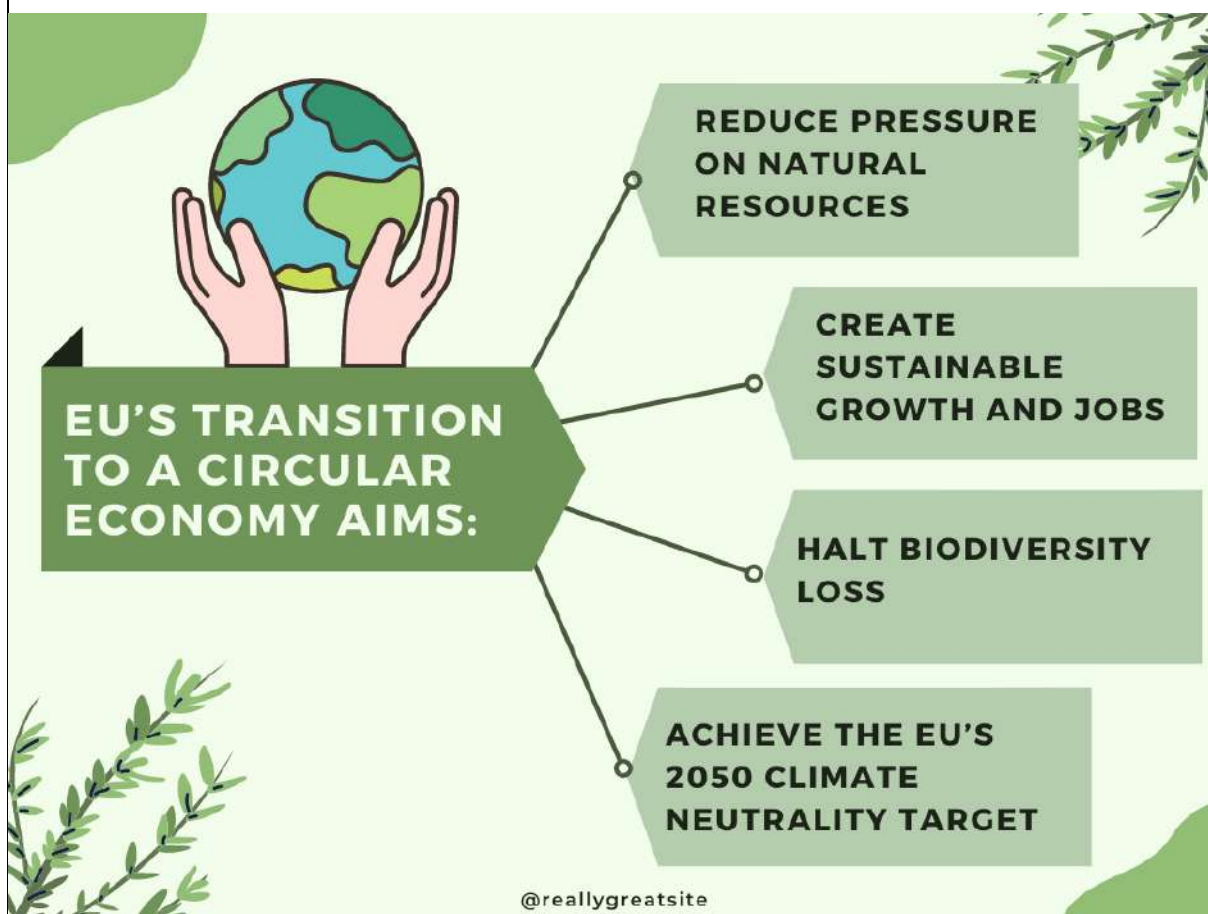 EU'S TRANSITION
TO A CIRCULAR
ECONOMY AIMS:
REDUCE PRESSURE
ON NATURAL
RESOURCES
CREATE
SUSTAINABLE
GROWTH AND JOBS
HALT BIODIVERSITY
LOSS
ACHIEVE THE EU'S
2050 CLIMATE
NEUTRALITY TARGET
@reallygreatsite